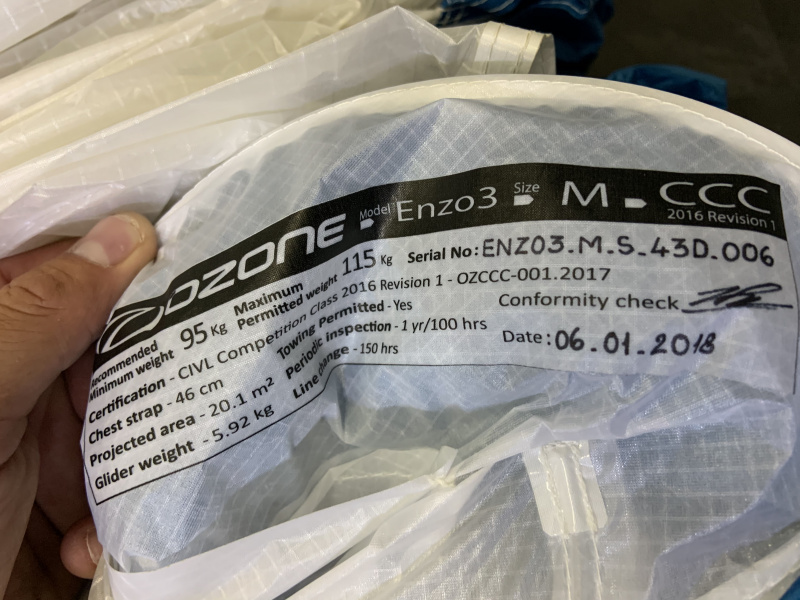 OZONE Model Enzo3 Size M CCC
2016 Revision 1
Recommended Minimum weight 95 Kg Maximum Permitted weight 115 Kg
Serial No: ENZO3.M.S.43D.006
Certification - CIVL Competition Class 2016 Revision 1 - OZCCC-001.2017
Chest strap - 46 cm
Projected area - 20.1 m²
Glider weight - 5.92 kg
Towing Permitted - Yes
Periodic inspection - 1 yr/100 hrs
Line change - 150 hrs
Conformity check
Date: 06.01.2018